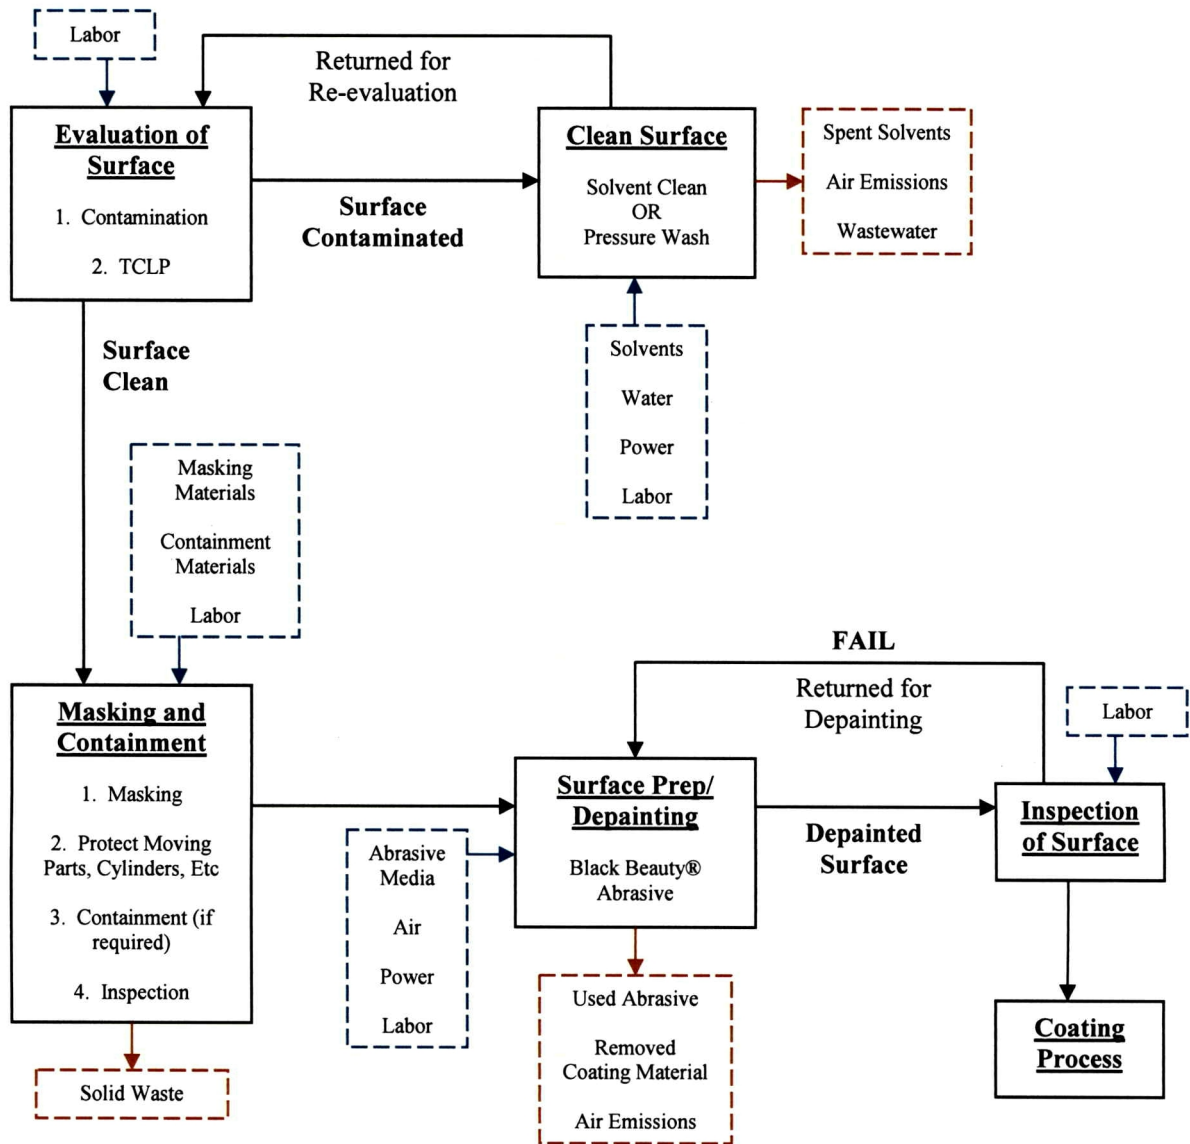 Labor
Returned for
Re-evaluation
Evaluation of
Surface
1. Contamination
2. TCLP
Surface
Contaminated
Clean Surface
Solvent Clean
OR
Pressure Wash
Spent Solvents
Air Emissions
Wastewater
Surface
Clean
Solvents
Water
Power
Labor
Masking
Materials
Containment
Materials
Labor
Masking and
Containment
1. Masking
2. Protect Moving
Parts, Cylinders, Etc
3. Containment (if
required)
4. Inspection
Solid Waste
Abrasive
Media
Air
Power
Labor
FAIL
Returned for
Depainting
Surface Prep/
Depainting
Black Beauty®
Abrasive
Used Abrasive
Removed
Coating Material
Air Emissions
Depainted
Surface
Labor
Inspection
of Surface
Coating
Process